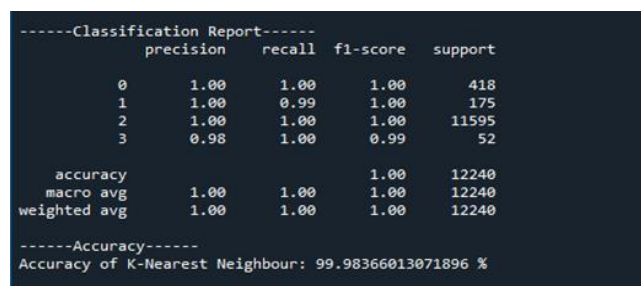 ------Classification Report------
precision recall f1-score support
0 1.00 1.00 1.00 418
1 1.00 0.99 1.00 175
2 1.00 1.00 1.00 11595
3 0.98 1.00 0.99 52
accuracy 1.00 12240
macro avg 1.00 1.00 1.00 12240
weighted avg 1.00 1.00 1.00 12240
------Accuracy------
Accuracy of K-Nearest Neighbour: 99.98366013071896 %